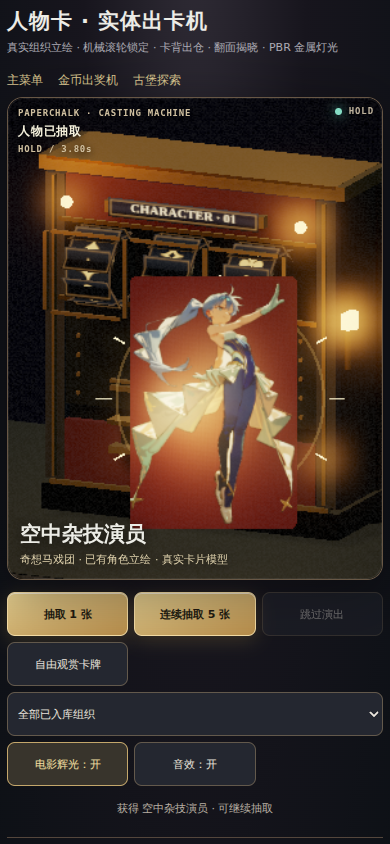 人物卡 · 实体出卡机
真实组织立绘 · 机械滚轮锁定 · 卡背出仓 · 翻面揭晓 · PBR 金属灯光
主菜单 金币出奖机 古堡探索
PAPERCHALK · CASTING MACHINE
HOLD
人物已抽取
HOLD / 3.80s
CHARACTER · 01
空中杂技演员
奇想马戏团 · 已有角色立绘 · 真实卡片模型
抽取 1 张
连续抽取 5 张
跳过演出
自由观赏卡牌
全部已入库组织
电影辉光：开
音效：开
获得 空中杂技演员 · 可继续抽取